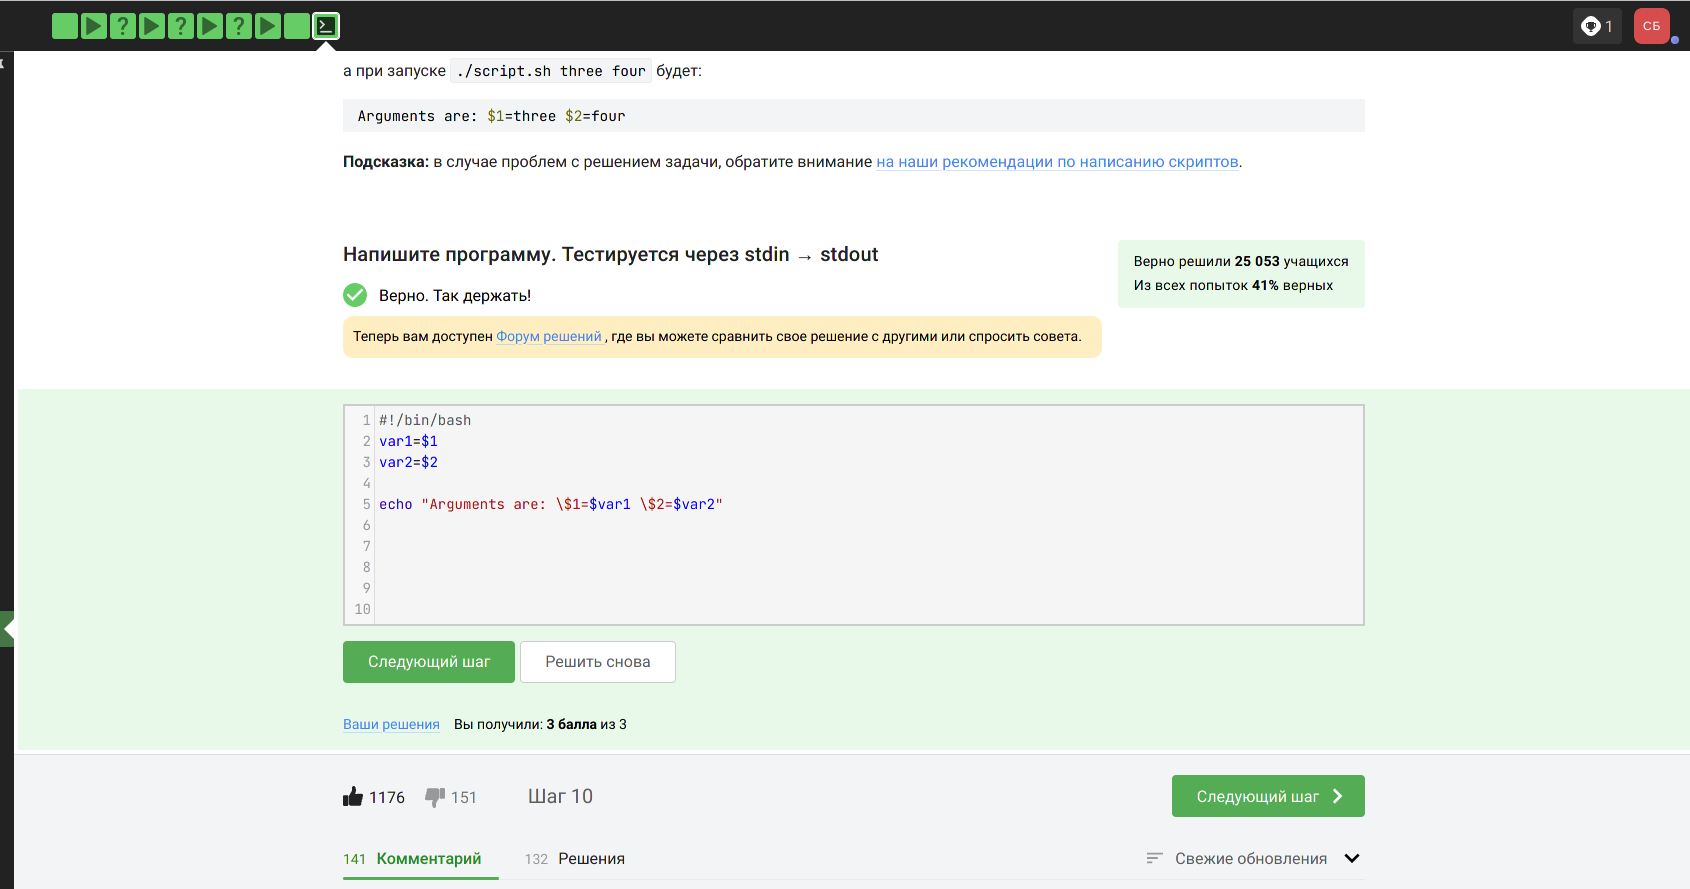 1
СБ
а при запуске ./script.sh three four будет:
Arguments are: $1=three $2=four
Подсказка: в случае проблем с решением задачи, обратите внимание на наши рекомендации по написанию скриптов.
Напишите программу. Тестируется через stdin → stdout
Верно решили 25 053 учащихся
Из всех попыток 41% верных
Верно. Так держать!
Теперь вам доступен Форум решений , где вы можете сравнить свое решение с другими или спросить совета.
1 #!/bin/bash
2 var1=$1
3 var2=$2
4
5 echo "Arguments are: \$1=$var1 \$2=$var2"
6
7
8
9
10
Следующий шаг Решить снова
Ваши решения Вы получили: 3 балла из 3
1176 151 Шаг 10 Следующий шаг
141 Комментарий 132 Решения Свежие обновления